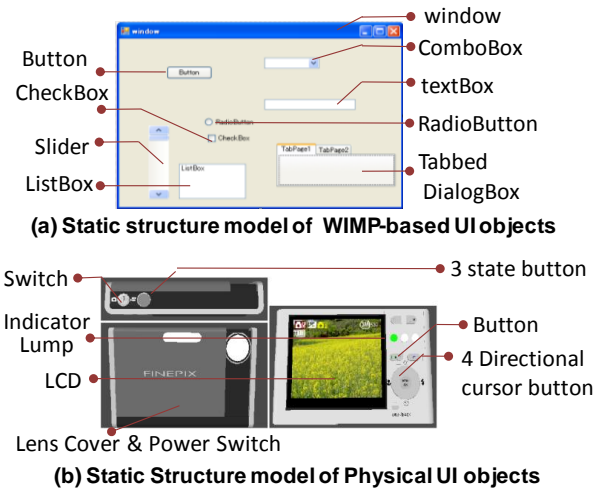 window
window
ComboBox
Button
Button
CheckBox
textBox
RadioButton
RadioButton
CheckBox
Slider
TabPage1 TabPage2
Tabbed
DialogBox
ListBox
ListBox
(a) Static structure model of WIMP-based UI objects
Switch
3 state button
Indicator
Lump
Button
LCD
FINEPIX
4 Directional
cursor button
Lens Cover & Power Switch
(b) Static Structure model of Physical UI objects